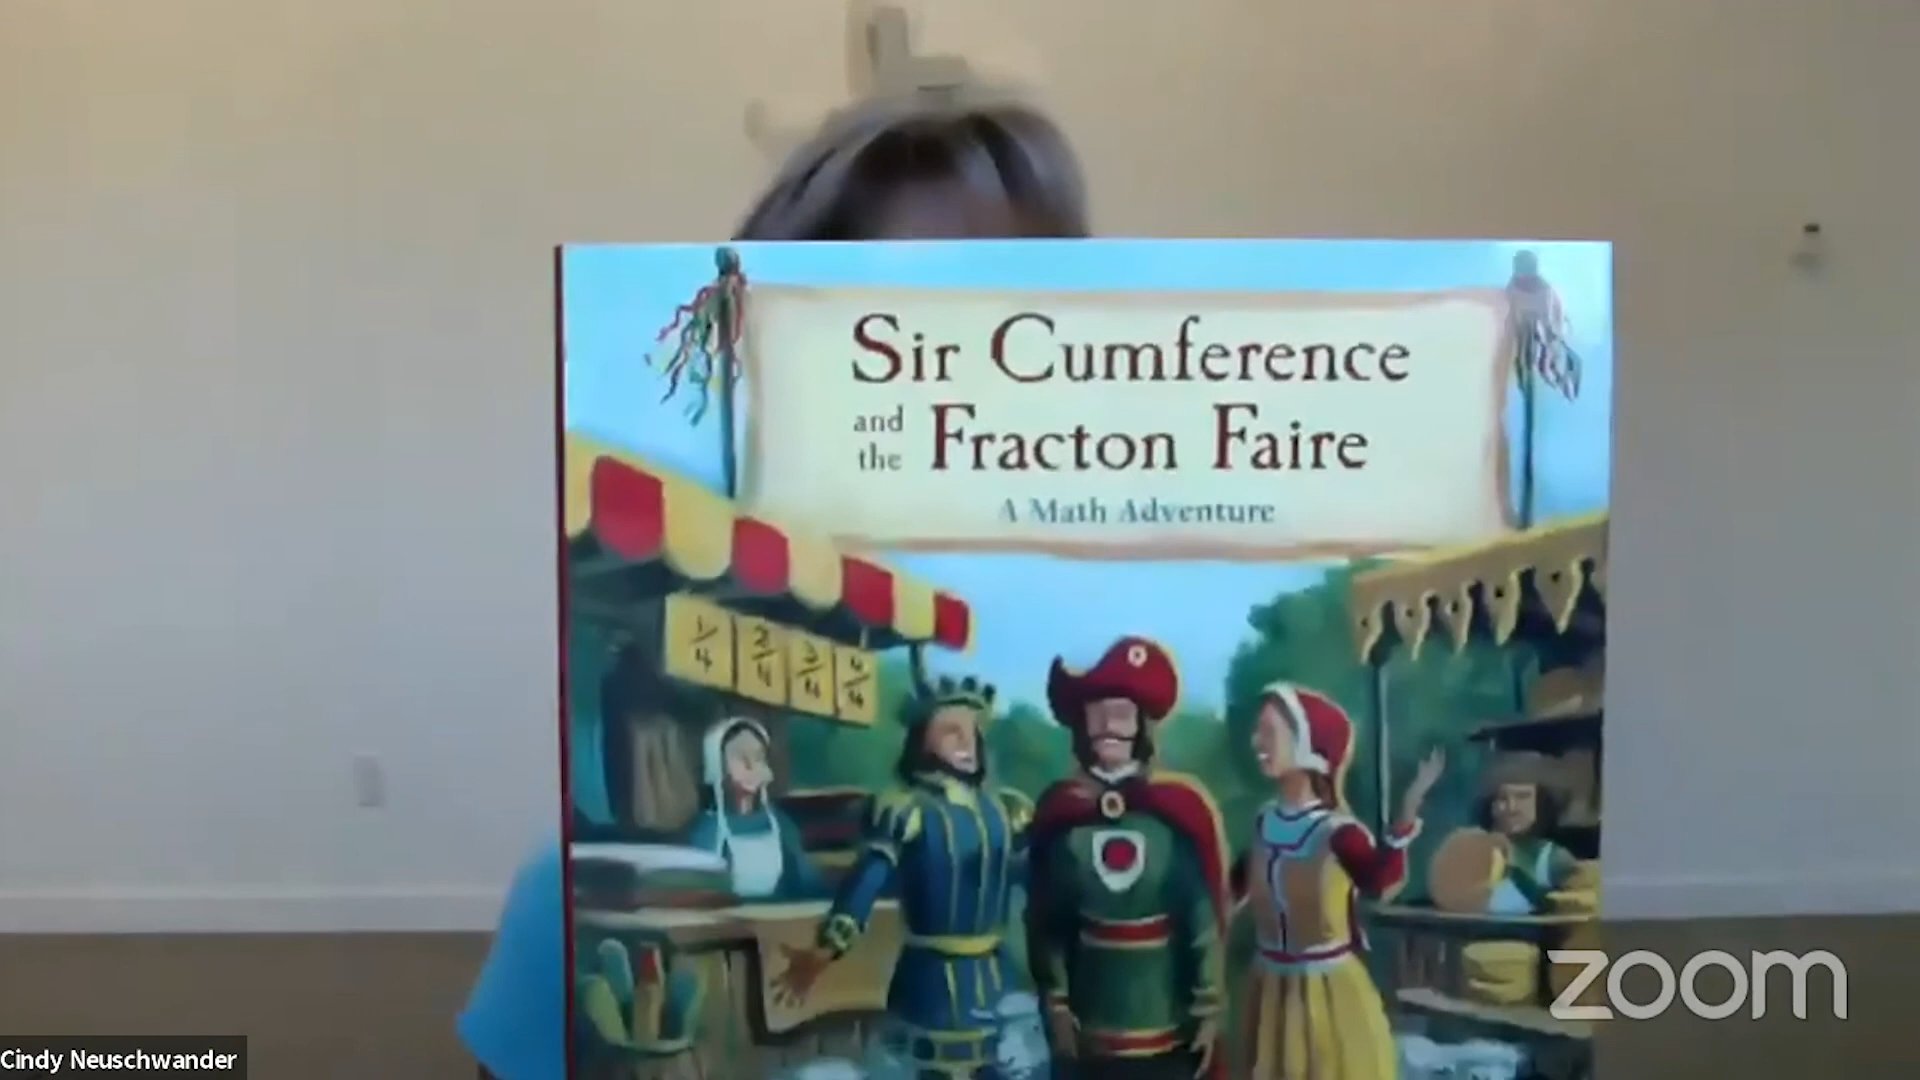 Sir Cumference
and the Fracton Faire
A Math Adventure
1/4 2/4 3/4 4/4
zoom
Cindy Neuschwander